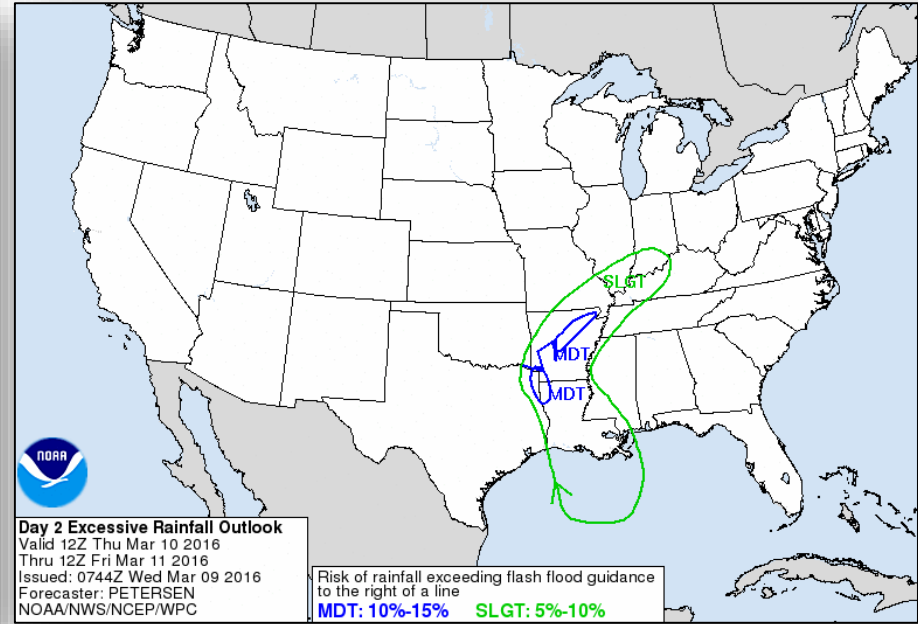 SLGT
MDT
MDT
NOAA
Day 2 Excessive Rainfall Outlook
Valid 12Z Thu Mar 10 2016
Thru 12Z Fri Mar 11 2016
Issued: 0744Z Wed Mar 09 2016
Forecaster: PETERSEN
NOAA/NWS/NCEP/WPC
Risk of rainfall exceeding flash flood guidance
to the right of a line
MDT: 10%-15% SLGT: 5%-10%